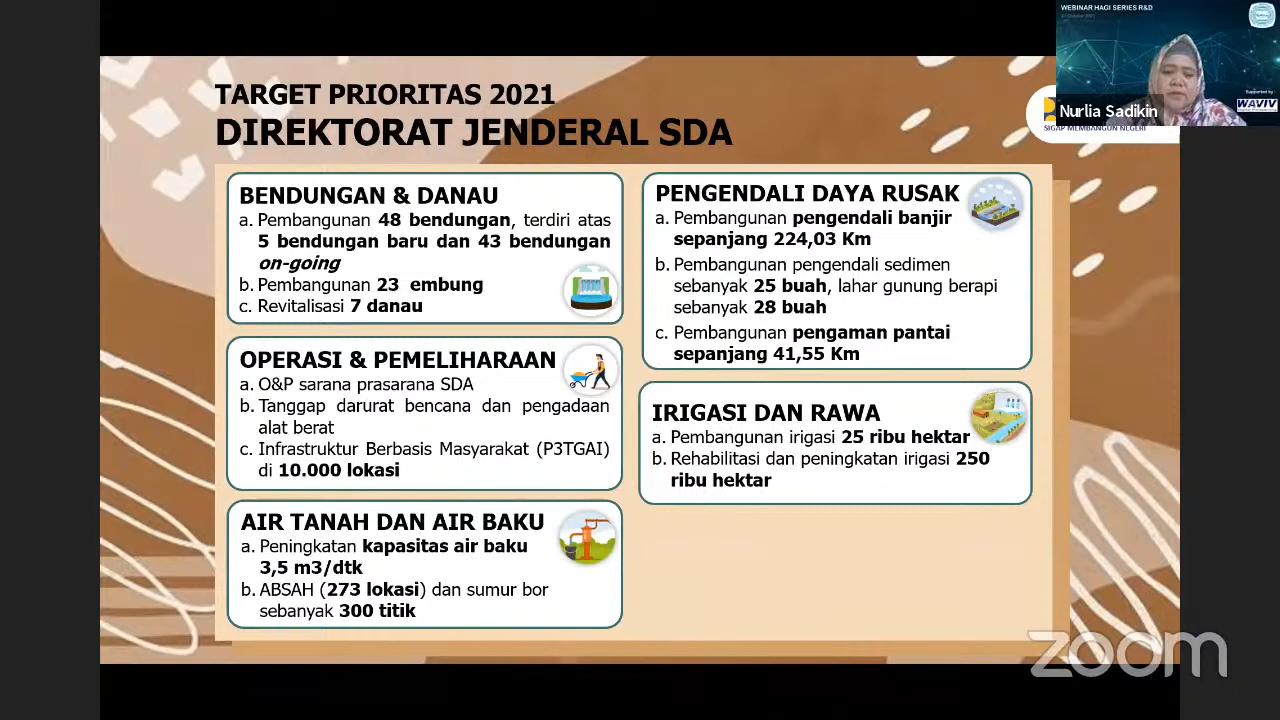 TARGET PRIORITAS 2021
DIREKTORAT JENDERAL SDA
BENDUNGAN & DANAU
a. Pembangunan 48 bendungan, terdiri atas
5 bendungan baru dan 43 bendungan
on-going
b. Pembangunan 23 embung
c. Revitalisasi 7 danau
OPERASI & PEMELIHARAAN
a. O&P sarana prasarana SDA
b. Tanggap darurat bencana dan pengadaan
alat berat
c. Infrastruktur Berbasis Masyarakat (P3TGAI)
di 10.000 lokasi
AIR TANAH DAN AIR BAKU
a. Peningkatan kapasitas air baku
3,5 m3/dtk
b. ABSAH (273 lokasi) dan sumur bor
sebanyak 300 titik
PENGENDALI DAYA RUSAK
a. Pembangunan pengendali banjir
sepanjang 224,03 Km
b. Pembangunan pengendali sedimen
sebanyak 25 buah, lahar gunung berapi
sebanyak 28 buah
c. Pembangunan pengaman pantai
sepanjang 41,55 Km
IRIGASI DAN RAWA
a. Pembangunan irigasi 25 ribu hektar
b. Rehabilitasi dan peningkatan irigasi 250
ribu hektar
WEBINAR HAGI SERIES R&D
Supported by:
WAVIV
Nurlia Sadikin
SIGAP MEMBANGUN NEGERI
zoom